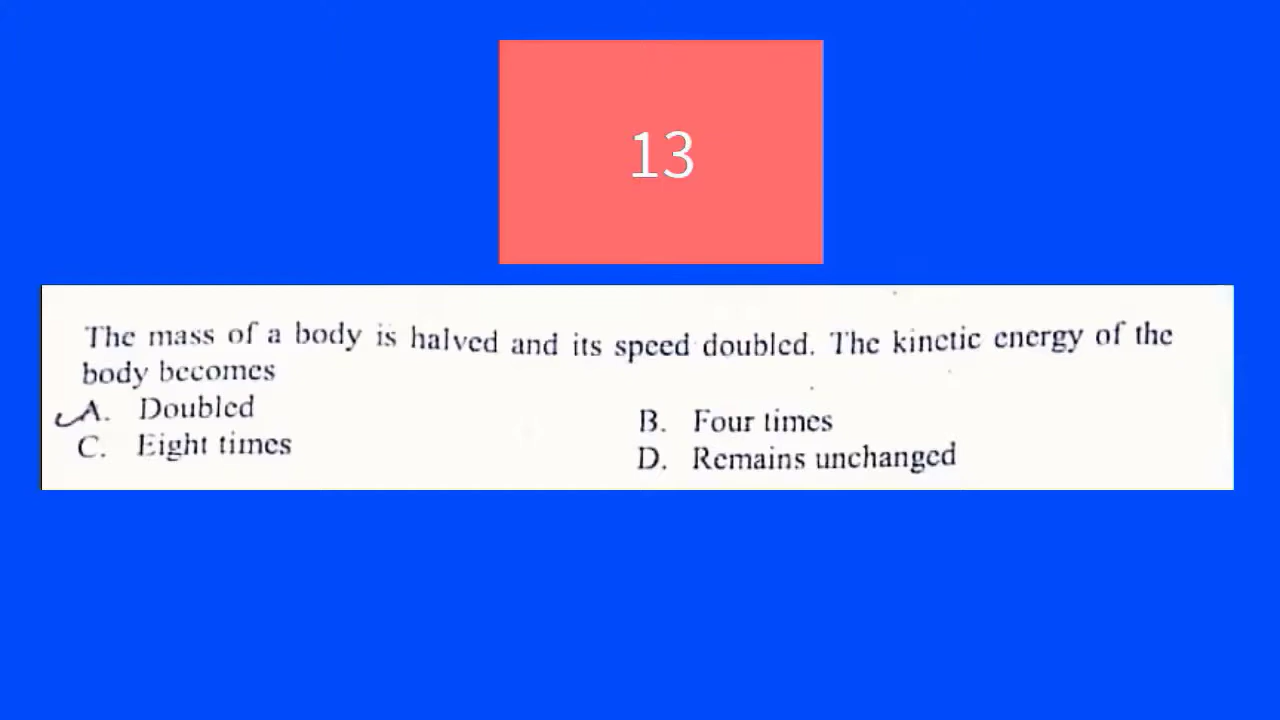 13
The mass of a body is halved and its speed doubled. The kinetic energy of the
body becomes
A. Doubled
B. Four times
C. Eight times
D. Remains unchanged